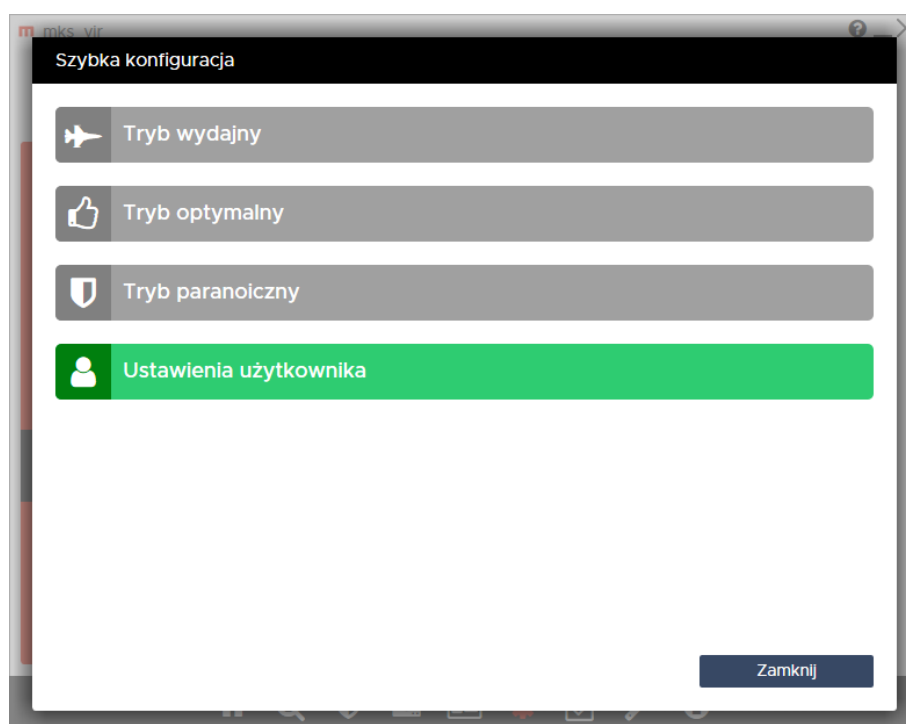 mks_vir
Szybka konfiguracja
Tryb wydajny
Tryb optymalny
Tryb paranoiczny
Ustawienia użytkownika
Zamknij